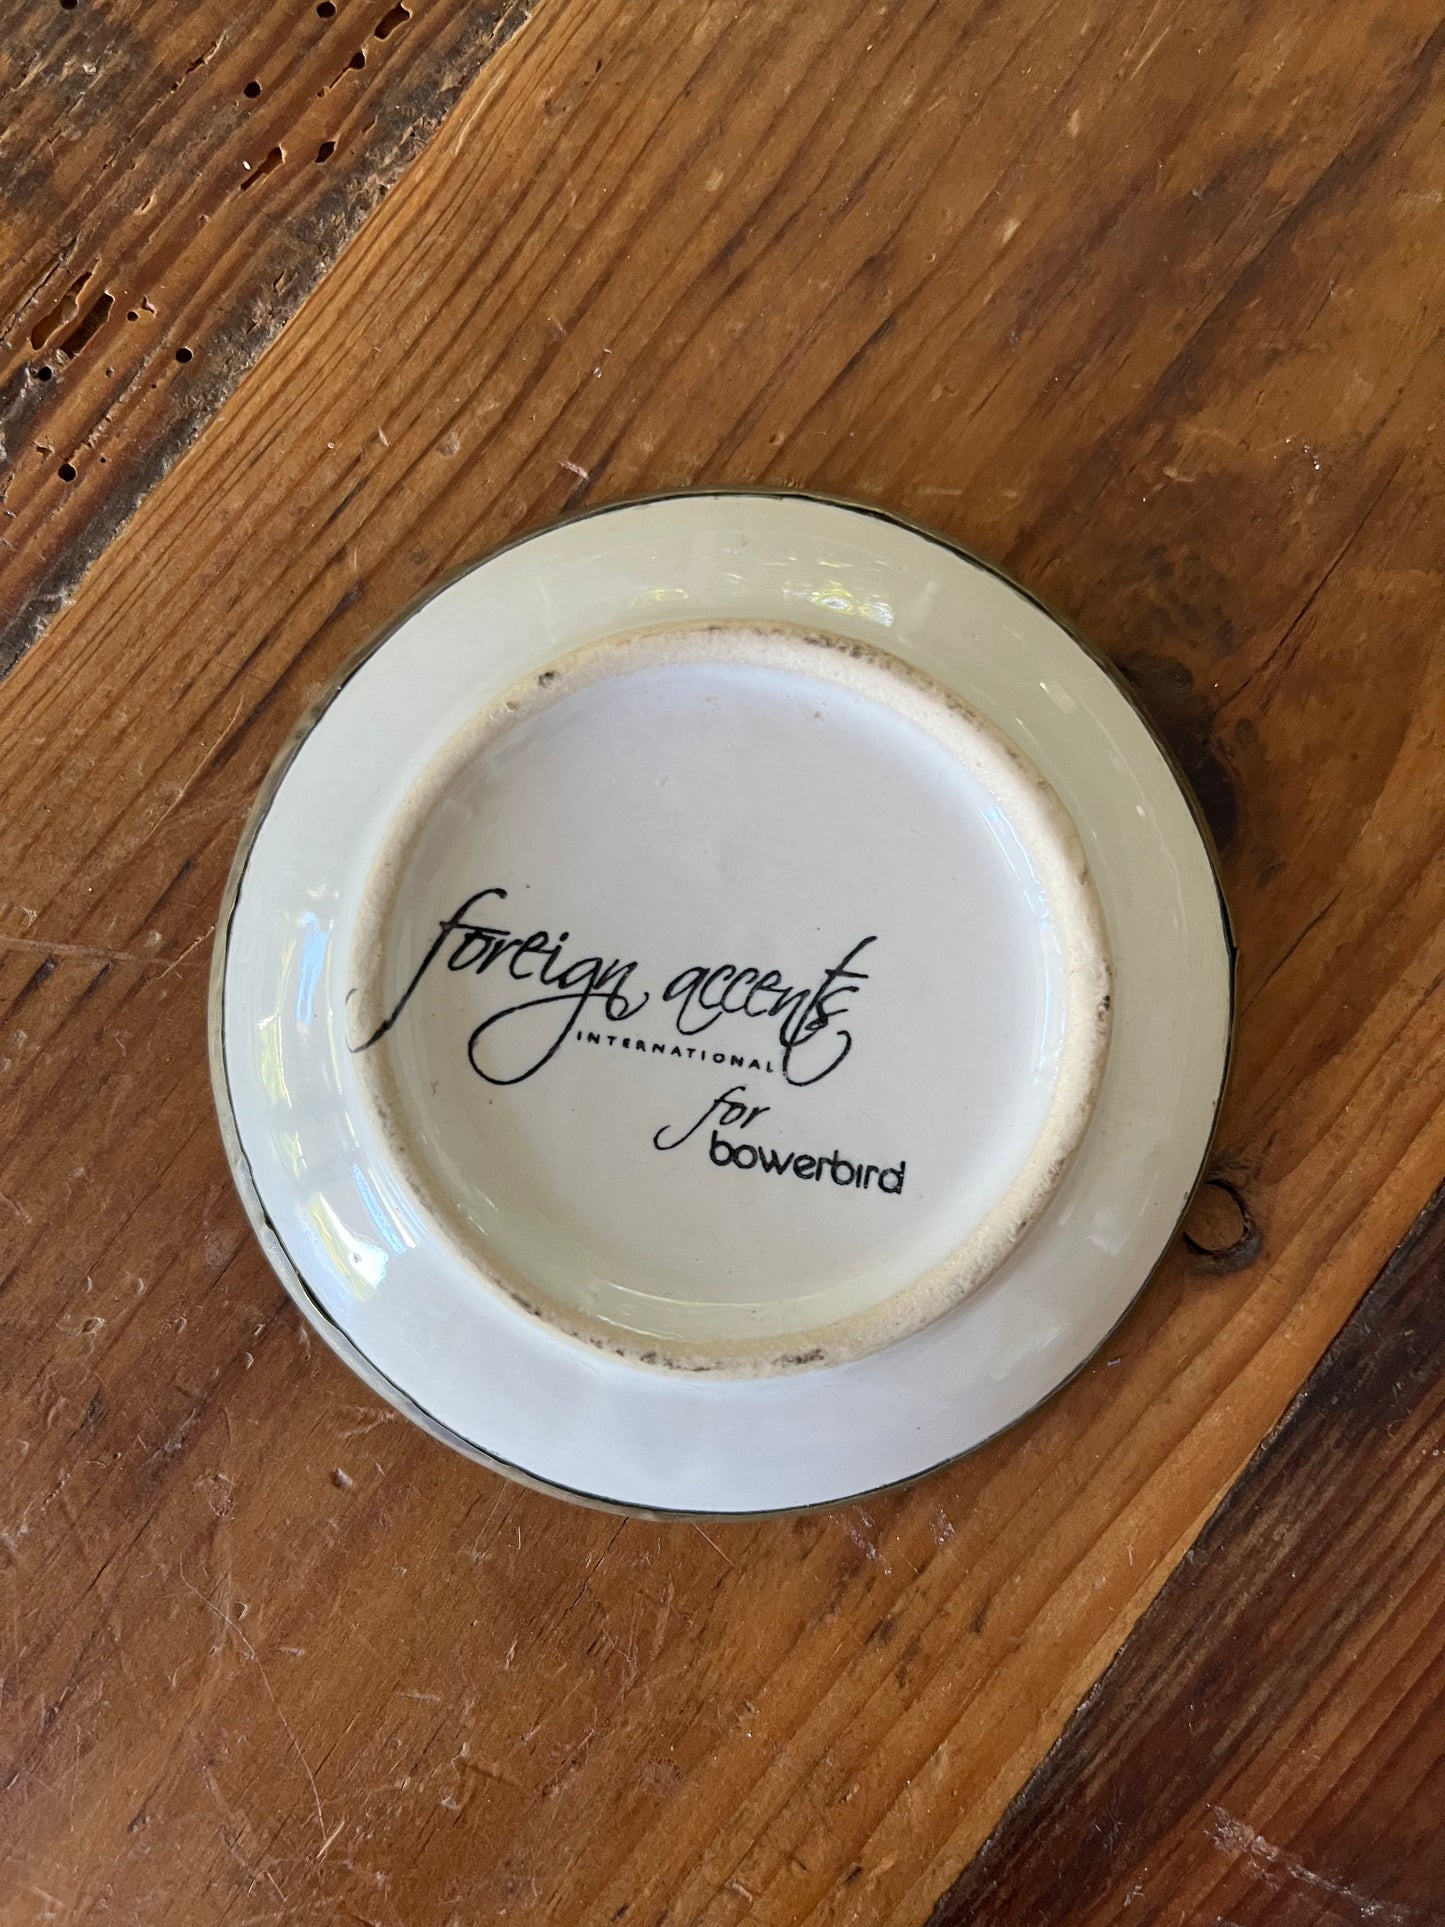 foreign accents
INTERNATIONAL
for
bowerbird